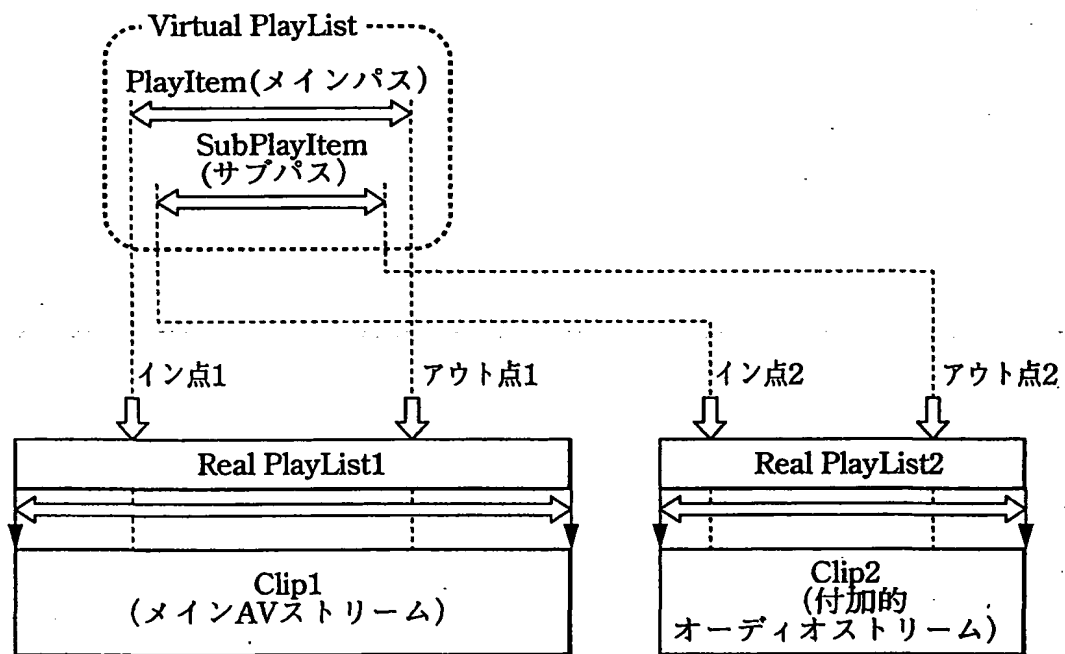 Virtual PlayList
PlayItem(メインパス)
SubPlayItem
(サブパス)
イン点1
アウト点1
イン点2
アウト点2
Real PlayList1
Real PlayList2
Clip1
(メインAVストリーム)
Clip2
(付加的
オーディオストリーム)